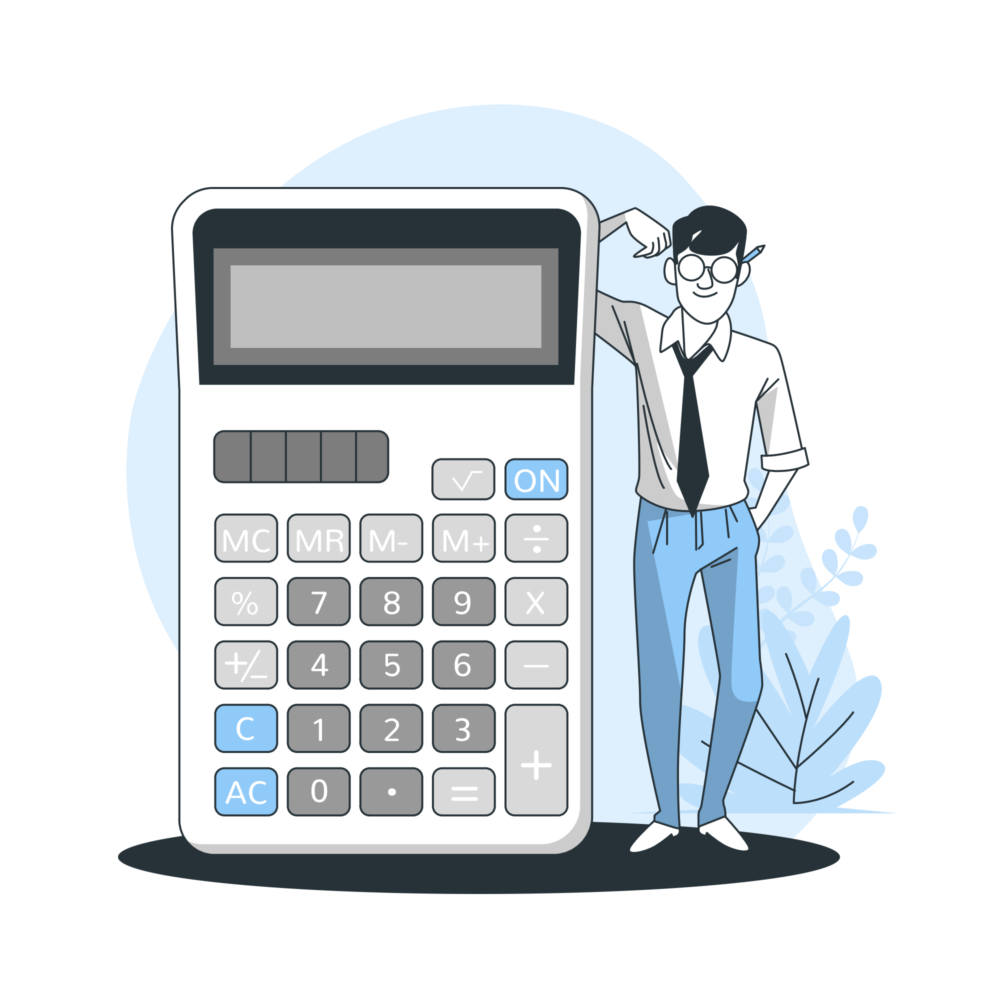 √ ON
MC MR M- M+ ÷
% 7 8 9 X
+/− 4 5 6 −
C 1 2 3 +
AC 0 . =